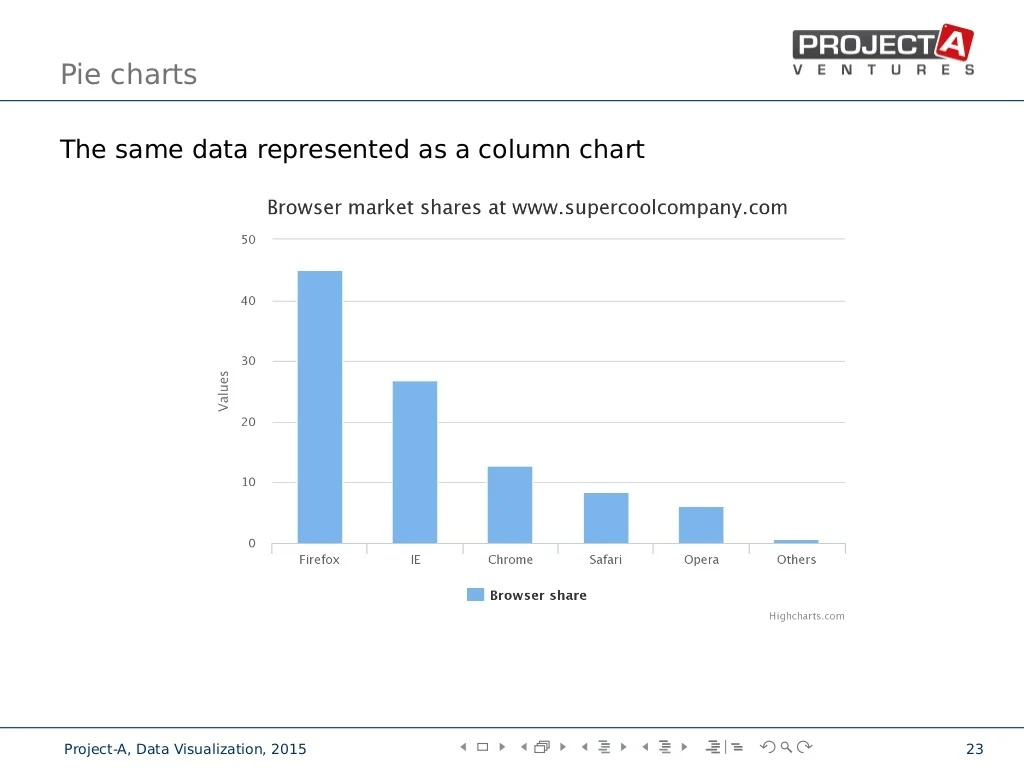 PROJECT A
VENTURES
Pie charts
The same data represented as a column chart
Browser market shares at www.supercoolcompany.com
50
40
30
20
10
0
Values
Firefox IE Chrome Safari Opera Others
Browser share
Highcharts.com
Project-A, Data Visualization, 2015 23